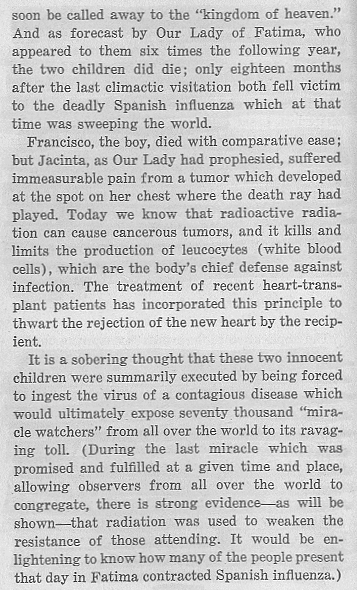 soon be called away to the “kingdom of heaven.”
And as forecast by Our Lady of Fatima, who
appeared to them six times the following year,
the two children did die; only eighteen months
after the last climactic visitation both fell victim
to the deadly Spanish influenza which at that
time was sweeping the world.
Francisco, the boy, died with comparative ease;
but Jacinta, as Our Lady had prophesied, suffered
immeasurable pain from a tumor which developed
at the spot on her chest where the death ray had
played. Today we know that radioactive radia-
tion can cause cancerous tumors, and it kills and
limits the production of leucocytes (white blood
cells), which are the body's chief defense against
infection. The treatment of recent heart-trans-
plant patients has incorporated this principle to
thwart the rejection of the new heart by the recip-
ient.
It is a sobering thought that these two innocent
children were summarily executed by being forced
to ingest the virus of a contagious disease which
would ultimately expose seventy thousand “mira-
cle watchers” from all over the world to its ravag-
ing toll. (During the last miracle which was
promised and fulfilled at a given time and place,
allowing observers from all over the world to
congregate, there is strong evidence—as will be
shown—that radiation was used to weaken the
resistance of those attending. It would be en-
lightening to know how many of the people present
that day in Fatima contracted Spanish influenza.)